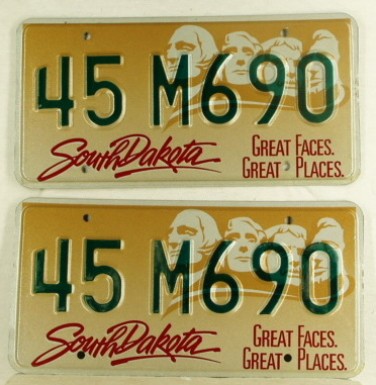 45 M690
South Dakota GREAT FACES.
GREAT PLACES.
45 M690
South Dakota GREAT FACES.
GREAT PLACES.